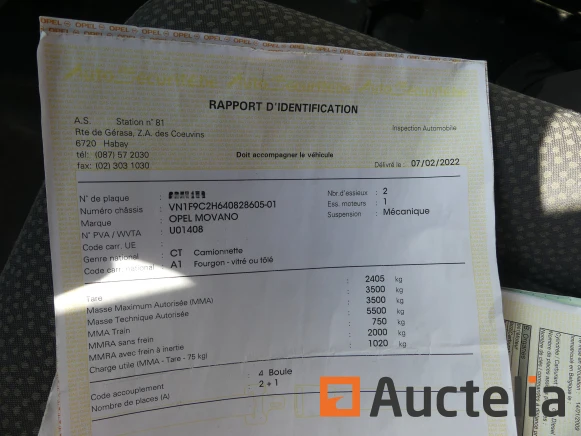 OPEL - OPEL - OPEL - OPEL
AutoSécurité AutoSécurité AutoSécurité
RAPPORT D'IDENTIFICATION
A.S. Station n° 81
Rte de Gérasa, Z.A. des Coeuvins
6720 Habay
tél: (087) 57 2030
fax: (02) 303 1030
Inspection Automobile
Doit accompagner le véhicule
Délivré le : 07/02/2022
N° de plaque :
Numéro châssis : VN1F9C2H640828605-01
Marque : OPEL MOVANO
N° PVA / WVTA : U01408
Code carr. UE :
Genre national : CT Camionnette
Code carr. national : A1 Fourgon - vitré ou tôlé
Nbr d'essieux : 2
Ess. moteurs : 1
Suspension : Mécanique
Tare : 2405 kg
Masse Maximum Autorisée (MMA) : 3500 kg
Masse Technique Autorisée : 3500 kg
MMA Train : 5500 kg
MMRA sans frein : 750 kg
MMRA avec frein à inertie : 2000 kg
Charge utile (MMA - Tare - 75 kg) : 1020 kg
Code accouplement : 4 Boule
Nombre de places (A) : 2 + 1
Auctelia